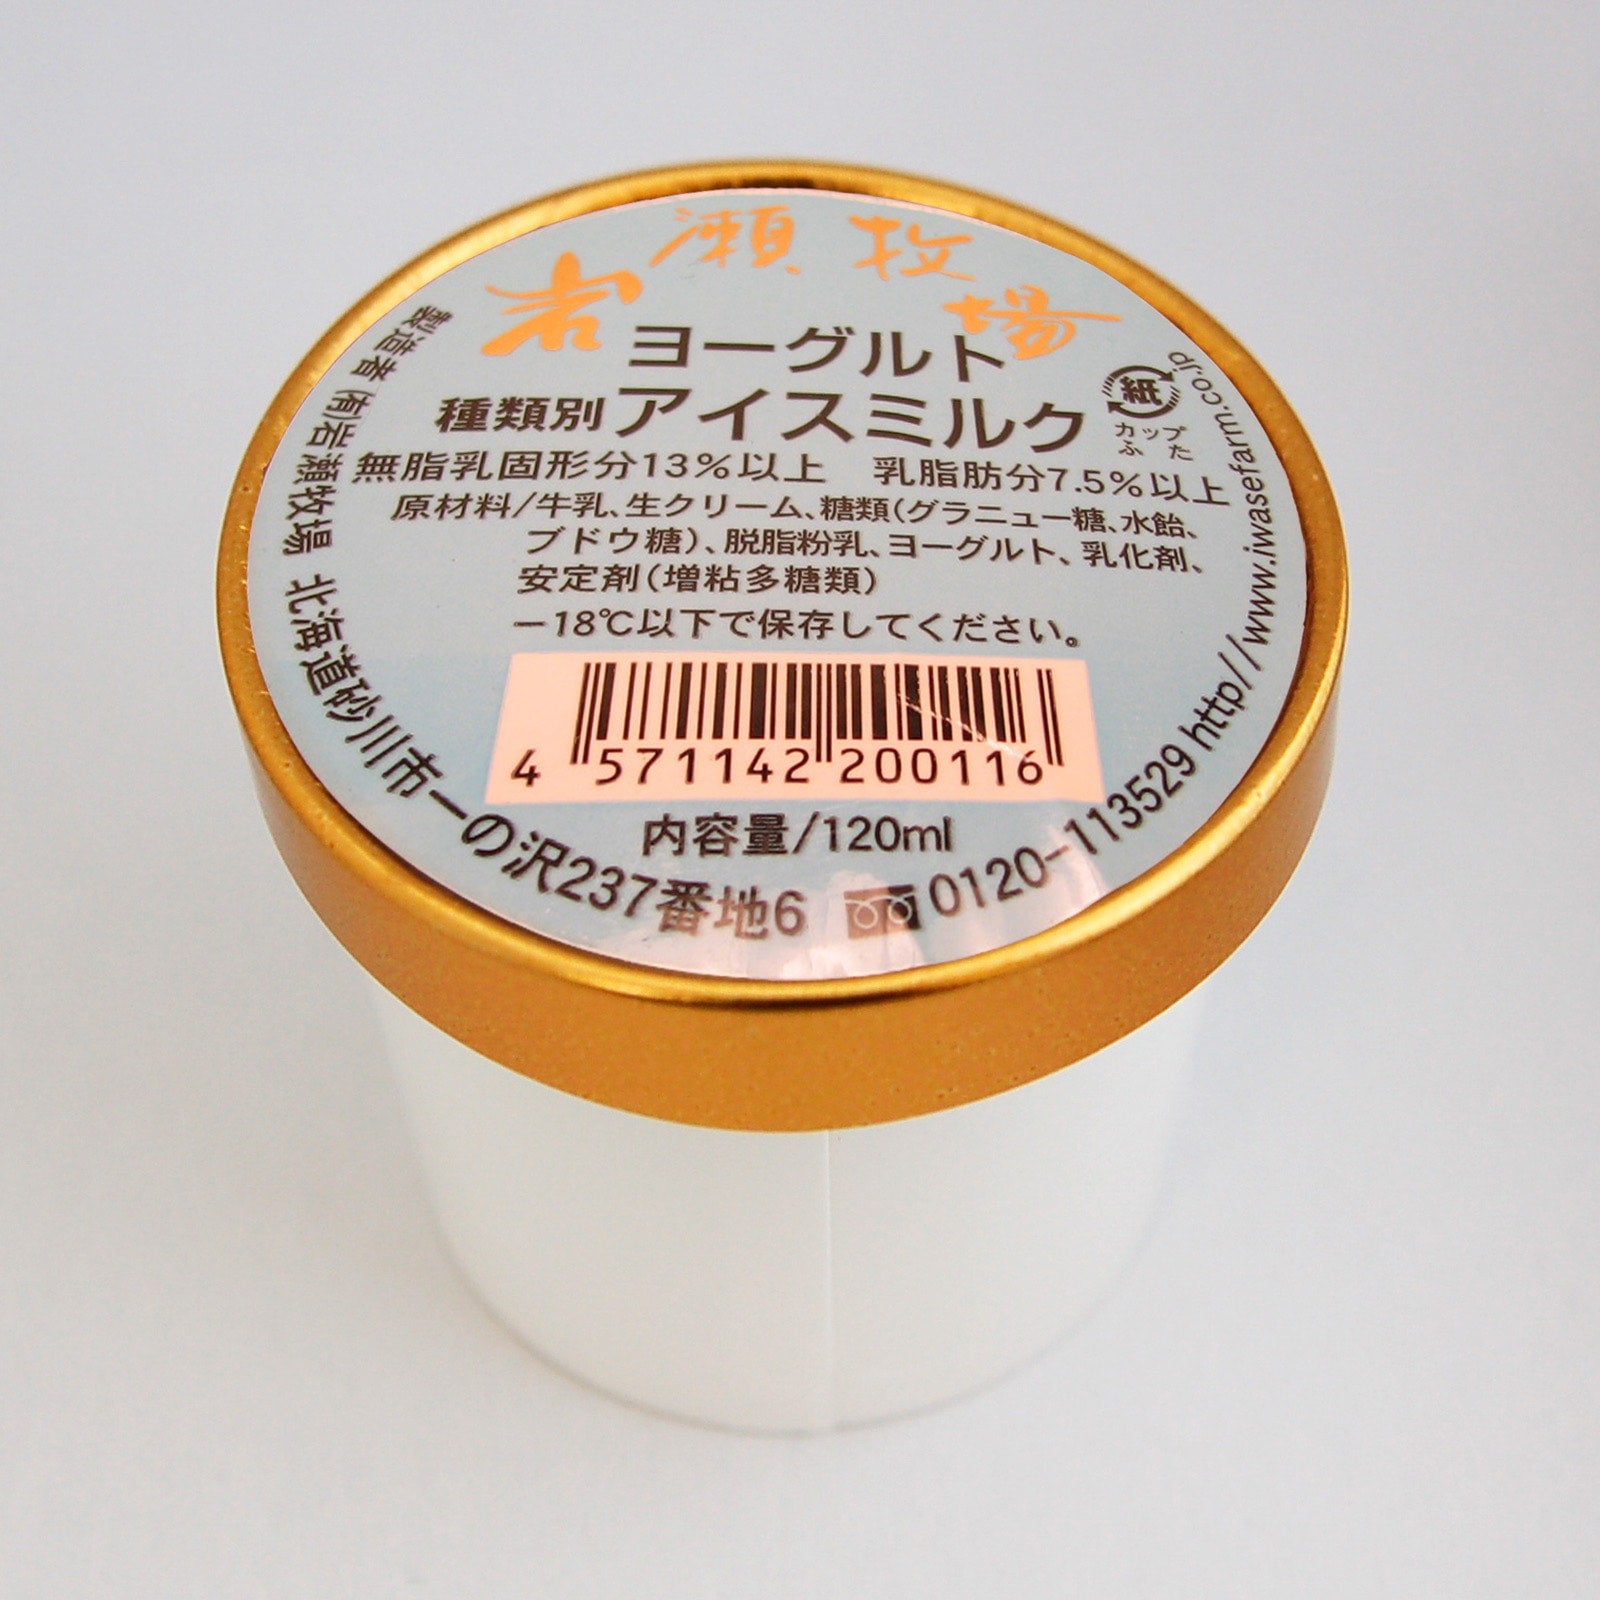 岩瀬牧場
ヨーグルト
種類別 アイスミルク
紙
カップ
ふた
無脂乳固形分13%以上 乳脂肪分7.5%以上
原材料/牛乳、生クリーム、糖類(グラニュー糖、水飴、
ブドウ糖)、脱脂粉乳、ヨーグルト、乳化剤、
安定剤(増粘多糖類)
−18℃以下で保存してください。
4 571142 200116
内容量/120ml
製造者 (有)岩瀬牧場 北海道砂川市一の沢237番地6 0120-113529 http//www.iwasefarm.co.jp